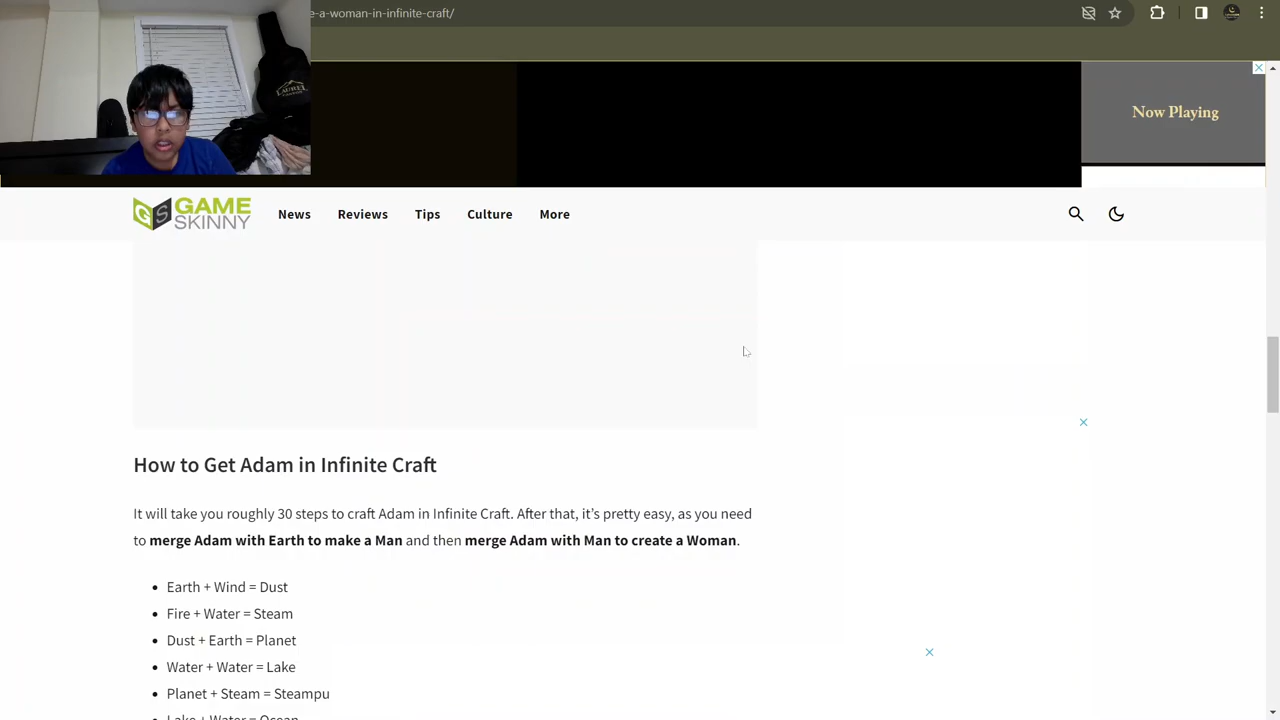 e-a-woman-in-infinite-craft/
Now Playing
GAME SKINNY
News
Reviews
Tips
Culture
More
How to Get Adam in Infinite Craft
It will take you roughly 30 steps to craft Adam in Infinite Craft. After that, it's pretty easy, as you need
to merge Adam with Earth to make a Man and then merge Adam with Man to create a Woman.
• Earth + Wind = Dust
• Fire + Water = Steam
• Dust + Earth = Planet
• Water + Water = Lake
• Planet + Steam = Steampu
Lake + Water = Ocean